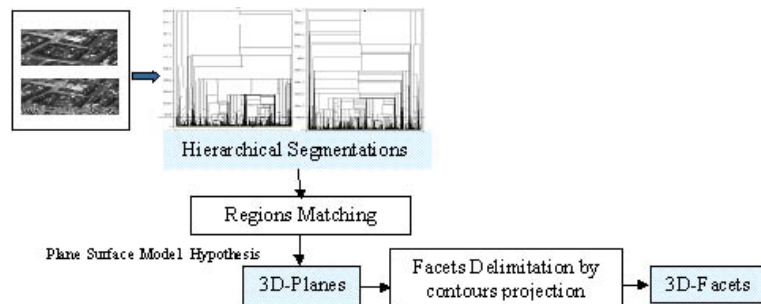 Hierarchical Segmentations
Regions Matching
Plane Surface Model Hypothesis
3D-Planes
Facets Delimitation by
contours projection
3D-Facets